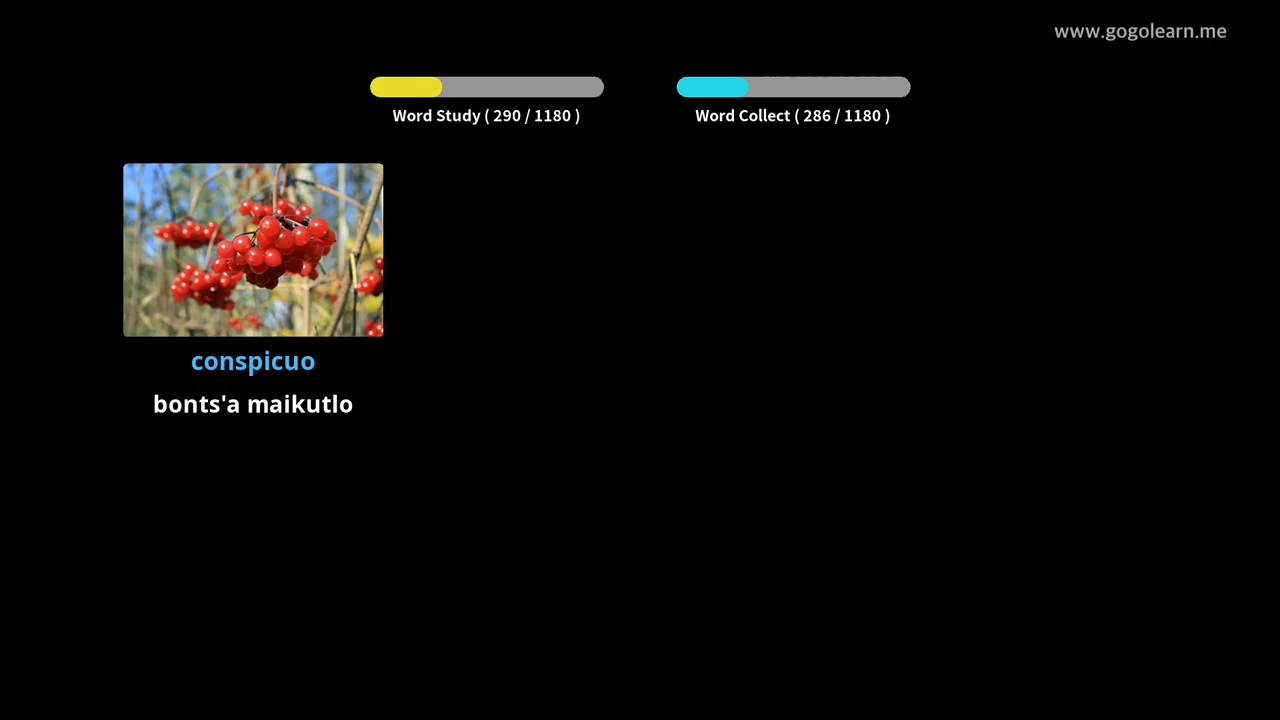 www.gogolearn.me
Word Study ( 290 / 1180 )
Word Collect ( 286 / 1180 )
conspicuo
bonts'a maikutlo